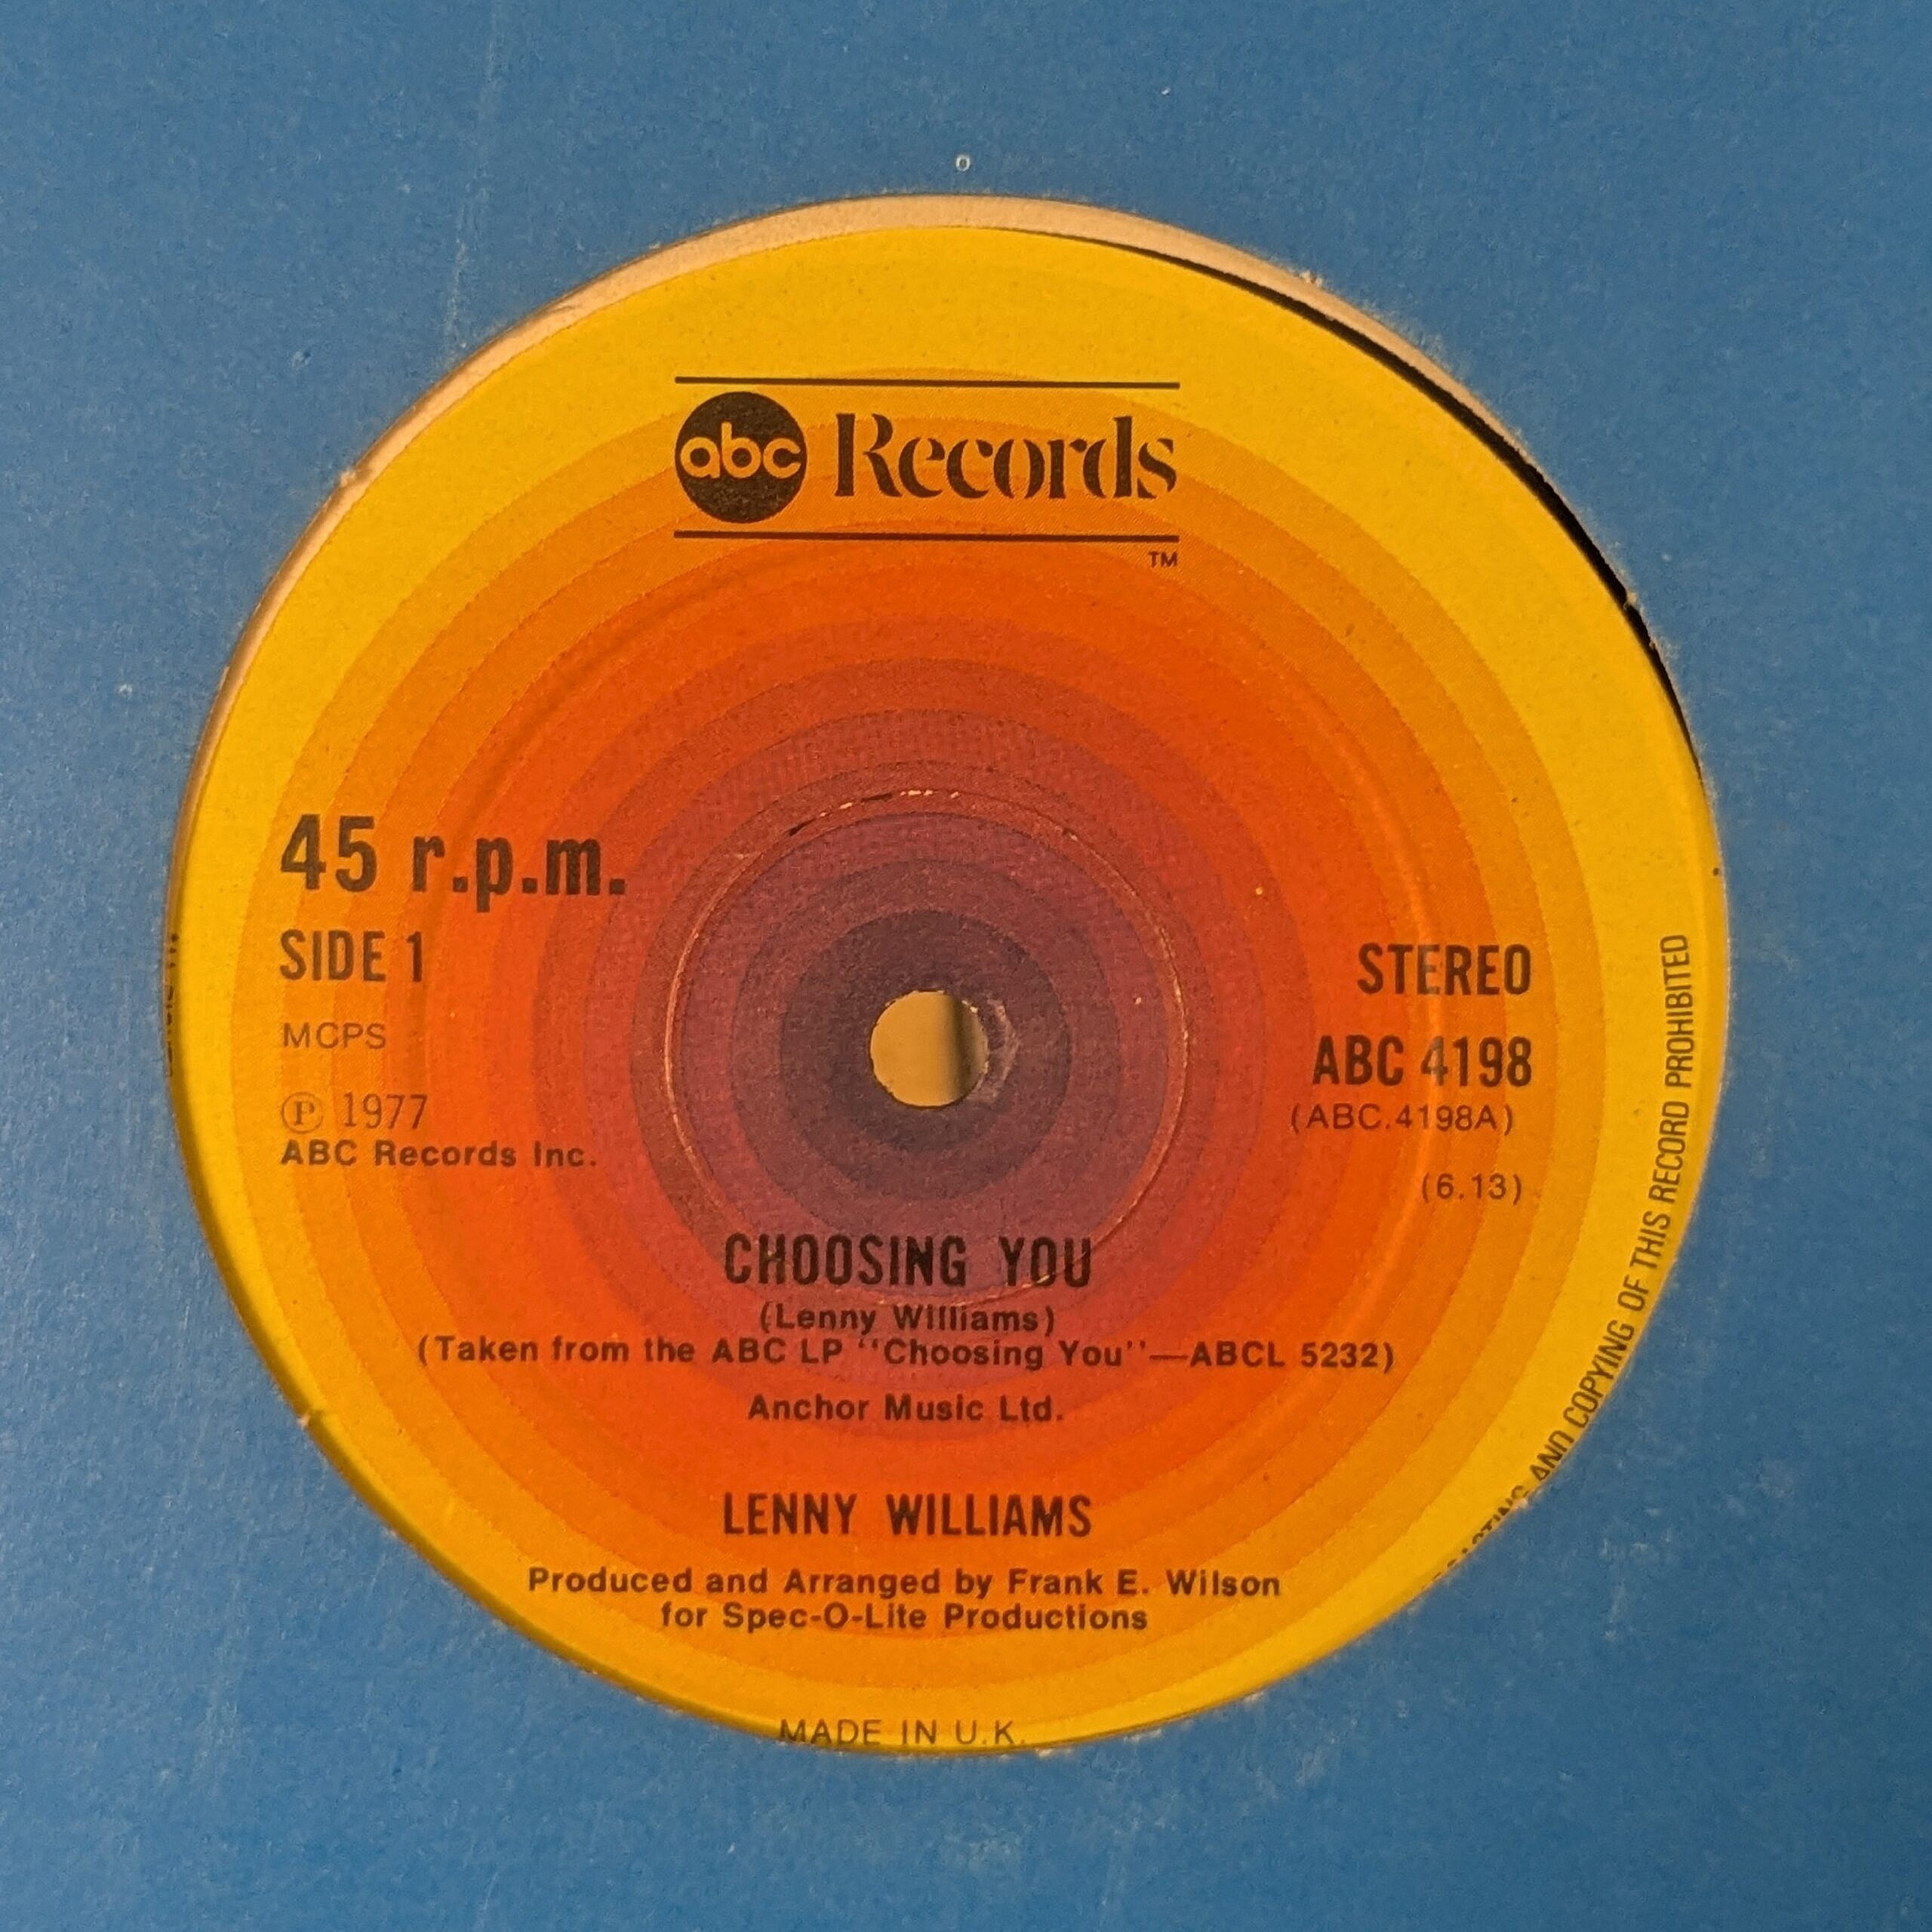 abc Records
TM
45 r.p.m.
SIDE 1
MCPS
Ⓟ 1977
ABC Records Inc.
STEREO
ABC 4198
(ABC.4198A)
(6.13)
CHOOSING YOU
(Lenny Williams)
(Taken from the ABC LP "Choosing You"—ABCL 5232)
Anchor Music Ltd.
LENNY WILLIAMS
Produced and Arranged by Frank E. Wilson
for Spec-O-Lite Productions
MADE IN U.K.
AND COPYING OF THIS RECORD PROHIBITED